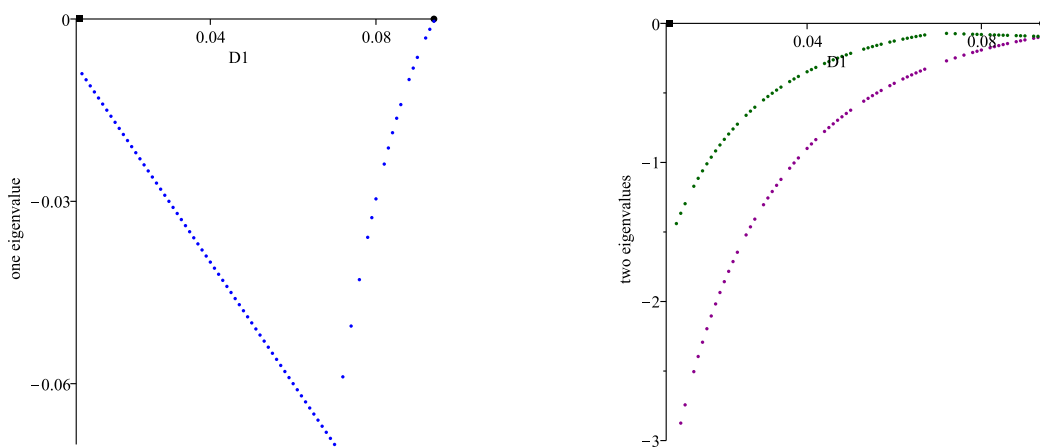 0
0.04
0.08
D1
−0.03
−0.06
one eigenvalue
0
0.04
0.08
D1
−1
−2
−3
two eigenvalues